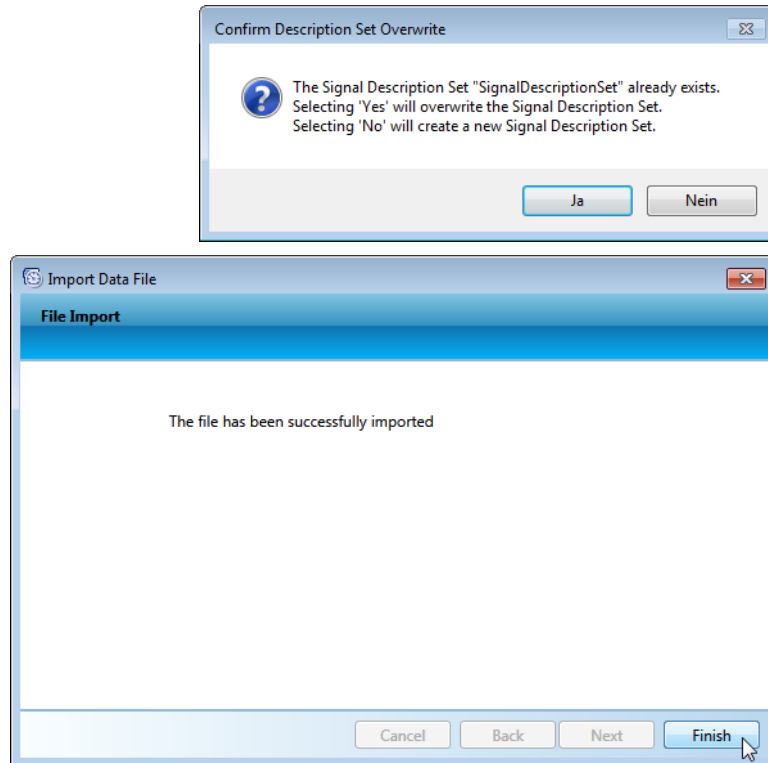 Confirm Description Set Overwrite
The Signal Description Set "SignalDescriptionSet" already exists.
Selecting 'Yes' will overwrite the Signal Description Set.
Selecting 'No' will create a new Signal Description Set.
Ja
Nein
Import Data File
File Import
The file has been successfully imported
Cancel
Back
Next
Finish